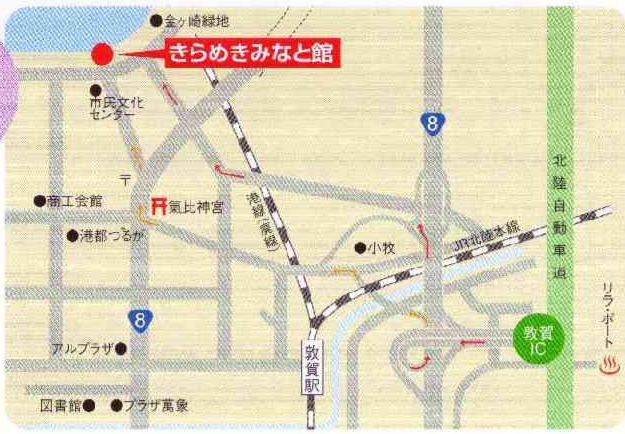 金ヶ崎緑地
きらめきみなと館
市民文化
センター
8
〒
商工会館
氣比神宮
港都つるが
港線(貨線)
小牧
JR北陸本線
北陸自動車道
リラ・ポート
8
アルプラザ
敦賀駅
敦賀
IC
図書館
プラザ萬象